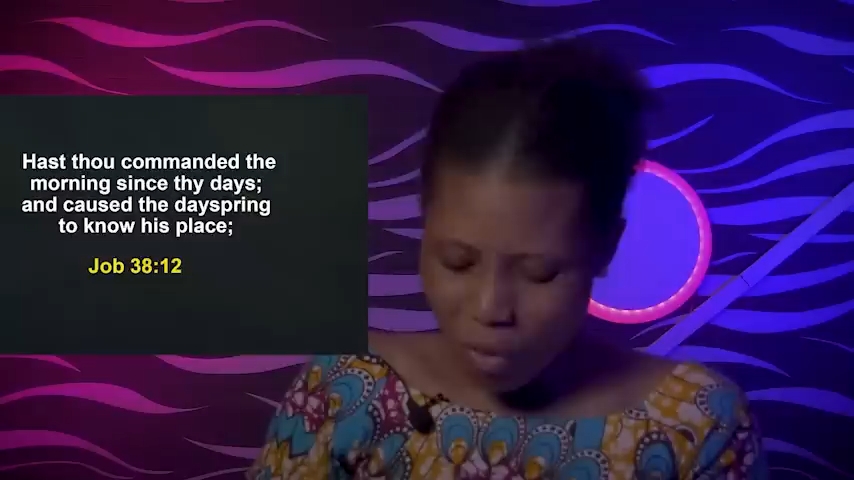 Hast thou commanded the
morning since thy days;
and caused the dayspring
to know his place;
Job 38:12